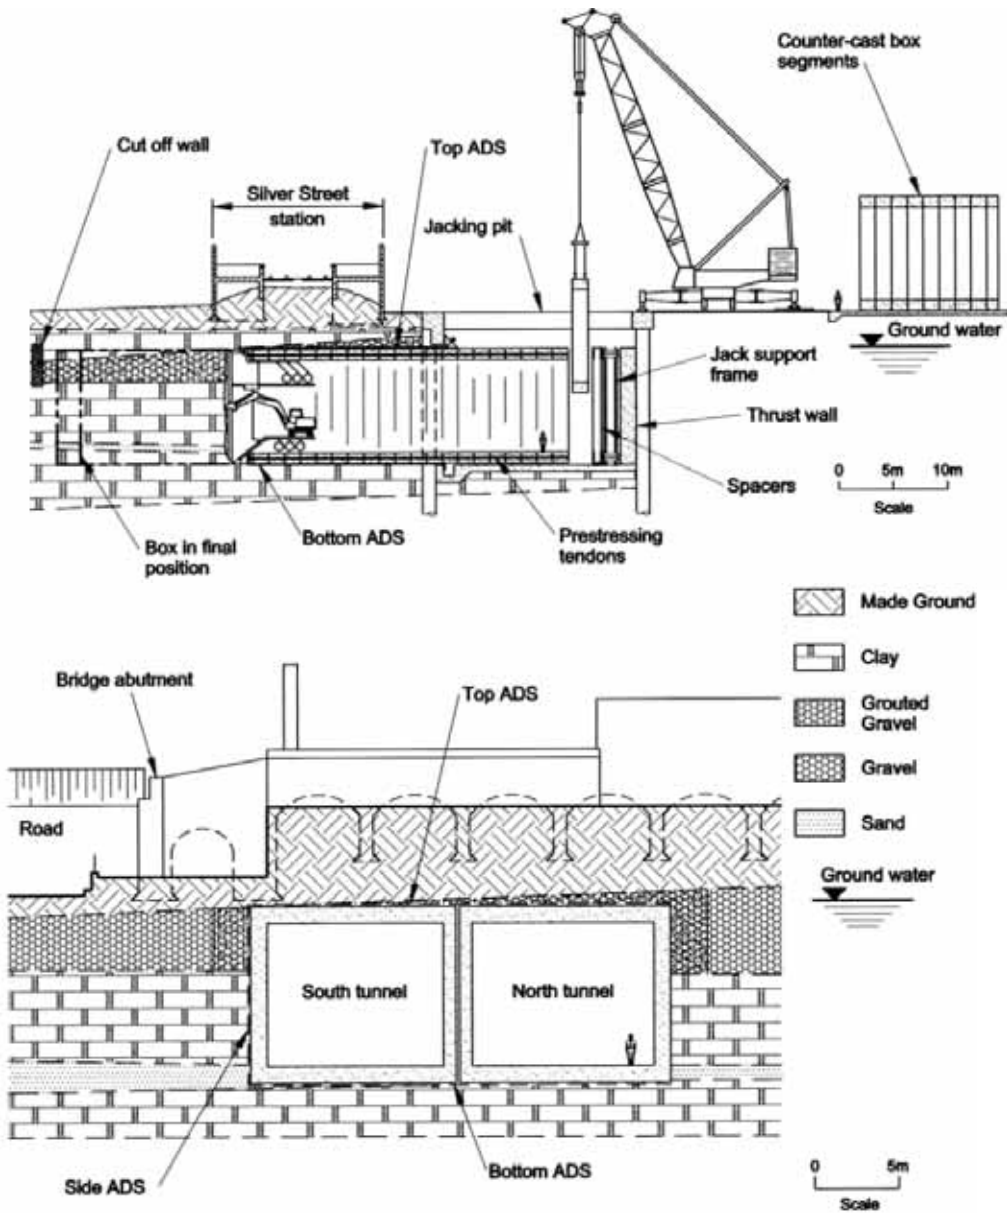 Counter-cast box
segments
Cut off wall
Top ADS
Silver Street
station
Jacking pit
Ground water
Jack support
frame
Thrust wall
0 5m 10m
Scale
Spacers
Bottom ADS
Prestressing
tendons
Box in final
position
Made Ground
Clay
Bridge abutment
Top ADS
Grouted
Gravel
Gravel
Road
Sand
Ground water
South tunnel
North tunnel
Side ADS
Bottom ADS
0 5m
Scale